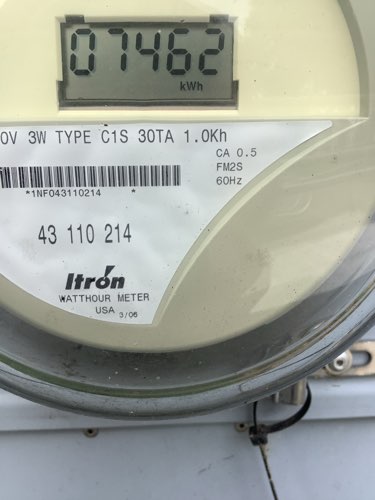 07462
kWh
0V 3W TYPE C1S 30TA 1.0Kh
CA 0.5
FM2S
60Hz
*1NF043110214 *
43 110 214
Itron
WATTHOUR METER
USA 3/06